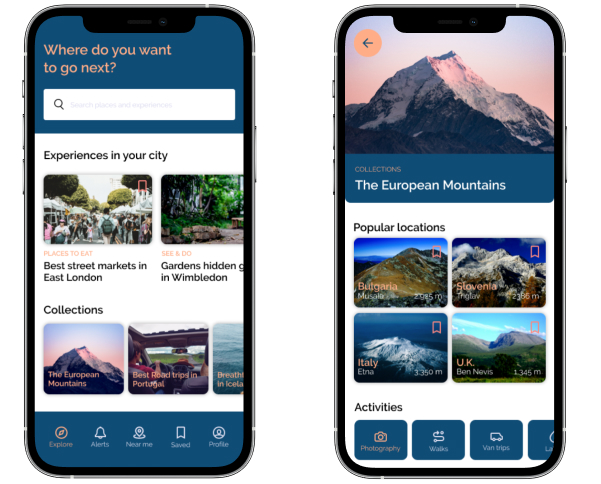 Where do you want
to go next?
Search places and experiences
Experiences in your city
PLACES TO EAT
Best street markets in
East London
SEE & DO
Gardens hidden g
in Wimbledon
Collections
The European
Mountains
Best Road trips in
Portugal
Breathi
in Icela
Explore
Alerts
Near me
Saved
Profile
COLLECTIONS
The European Mountains
Popular locations
Bulgaria
Musala 2,925 m
Slovenia
Triglav
Italy
Etna 3,350 m
U.K.
Ben Nevis 1,345 m
Activities
Photography
Walks
Van trips
La